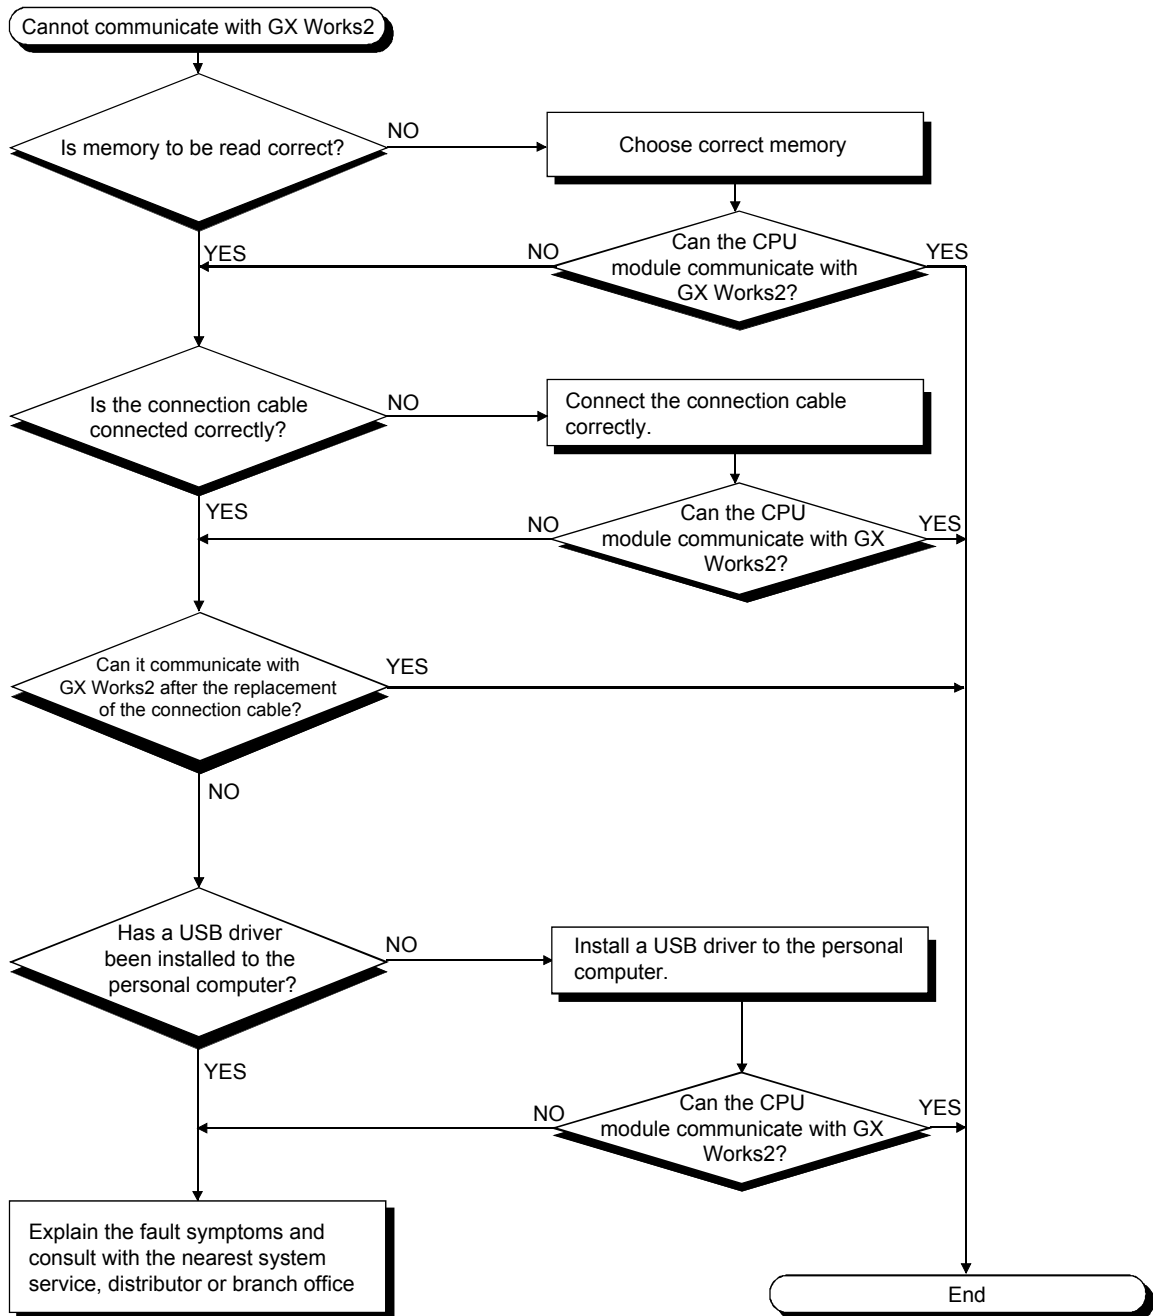 Cannot communicate with GX Works2
Is memory to be read correct?
NO
Choose correct memory
YES
NO
Can the CPU
module communicate with
GX Works2?
YES
Is the connection cable
connected correctly?
NO
Connect the connection cable
correctly.
YES
NO
Can the CPU
module communicate with GX
Works2?
YES
Can it communicate with
GX Works2 after the replacement
of the connection cable?
YES
NO
Has a USB driver
been installed to the
personal computer?
NO
Install a USB driver to the personal
computer.
YES
NO
Can the CPU
module communicate with GX
Works2?
YES
Explain the fault symptoms and
consult with the nearest system
service, distributor or branch office
End